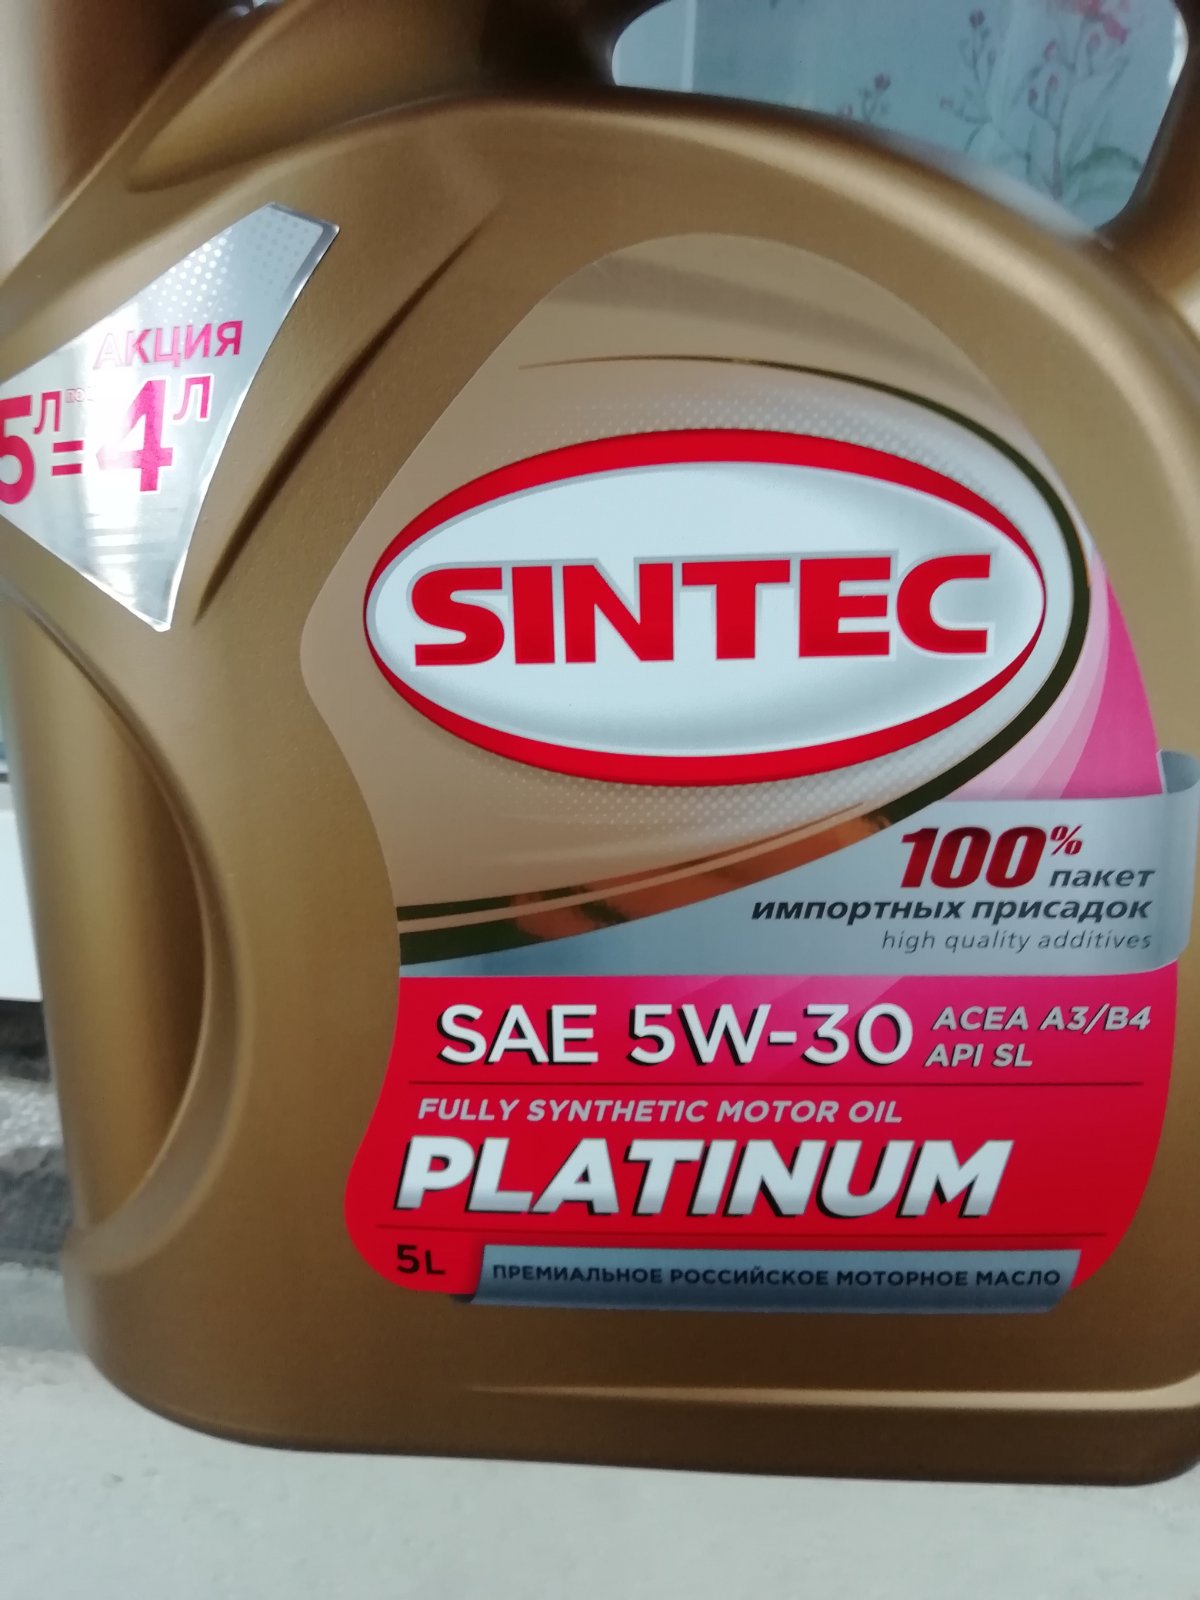 АКЦИЯ
5л=4л
SINTEC
100%
пакет
импортных присадок
high quality additives
SAE 5W-30
ACEA A3/B4
API SL
FULLY SYNTHETIC MOTOR OIL
PLATINUM
5L
ПРЕМИАЛЬНОЕ РОССИЙСКОЕ МОТОРНОЕ МАСЛО